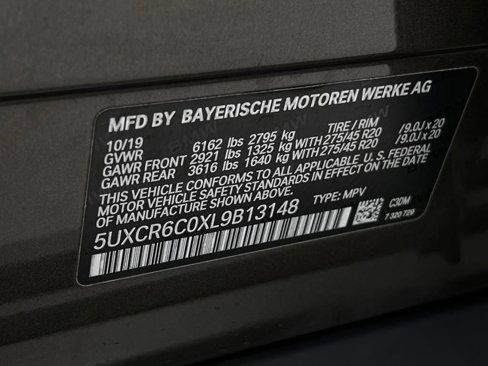 MFD BY BAYERISCHE MOTOREN WERKE AG
10/19 TIRE / RIM
GVWR 6162 lbs 2795 kg
GAWR FRONT 2921 lbs 1325 kg WITH 275/45 R20 /9.0J x 20
GAWR REAR 3616 lbs 1640 kg WITH 275/45 R20 /9.0J x 20
THIS VEHICLE CONFORMS TO ALL APPLICABLE U.S. FEDERAL
MOTOR VEHICLE SAFETY STANDARDS IN EFFECT ON THE DATE
OF MANUFACTURE SHOWN ABOVE.
5UXCR6C0XL9B13148 TYPE: MPV
C3DM
7 320 729